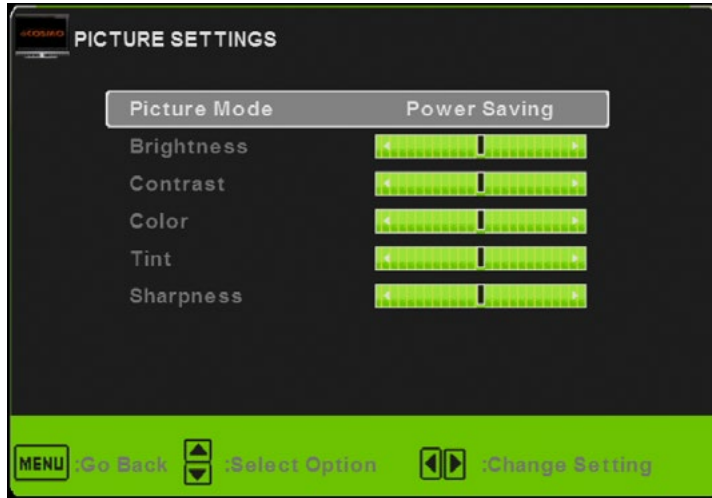 PICTURE SETTINGS
Picture Mode Power Saving
Brightness
Contrast
Color
Tint
Sharpness
MENU :Go Back :Select Option :Change Setting